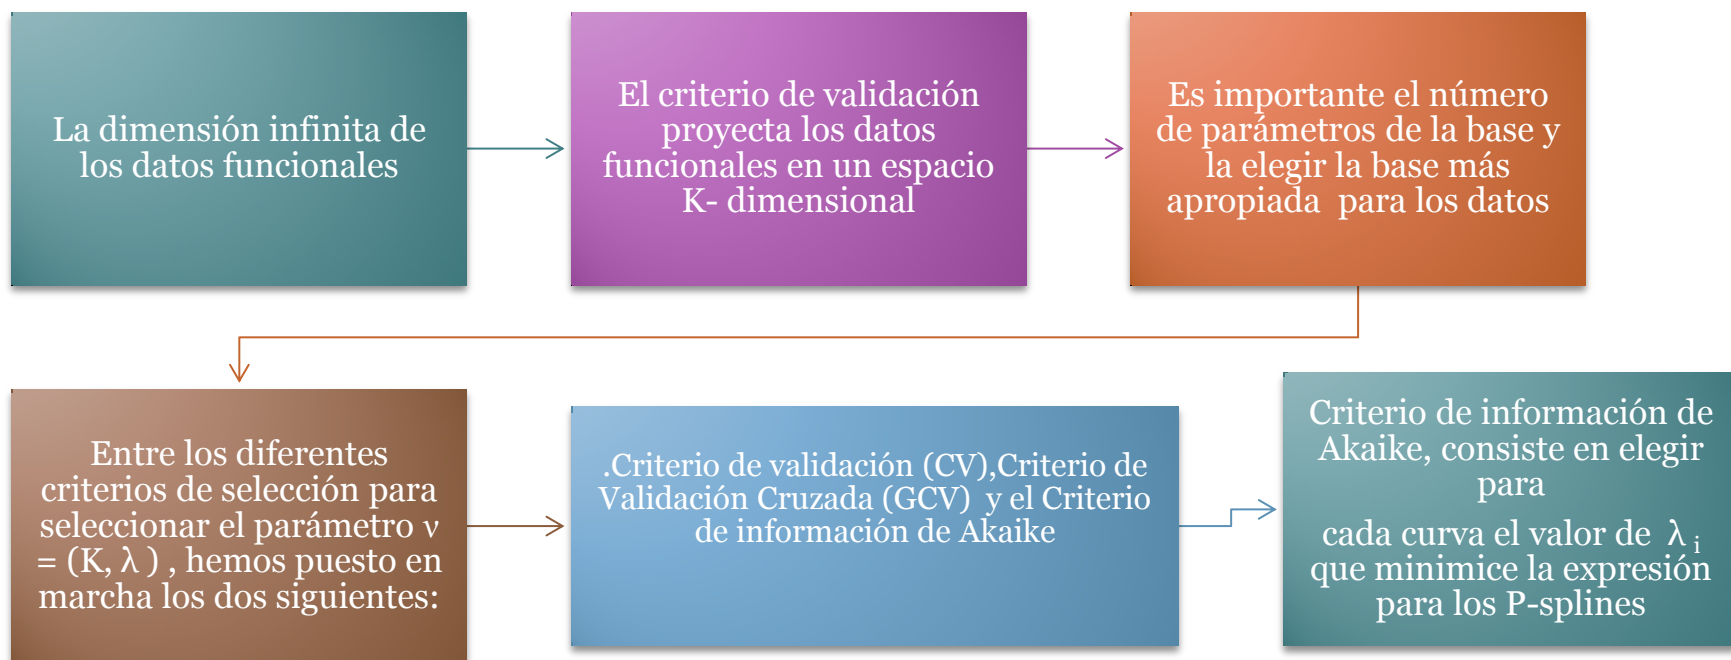 La dimensión infinita de
los datos funcionales
El criterio de validación
proyecta los datos
funcionales en un espacio
K- dimensional
Es importante el número
de parámetros de la base y
la elegir la base más
apropiada para los datos
Entre los diferentes
criterios de selección para
seleccionar el parámetro ν
= (K, λ ) , hemos puesto en
marcha los dos siguientes:
.Criterio de validación (CV),Criterio de
Validación Cruzada (GCV) y el Criterio
de información de Akaike
Criterio de información de
Akaike, consiste en elegir
para
cada curva el valor de λ i
que minimice la expresión
para los P-splines